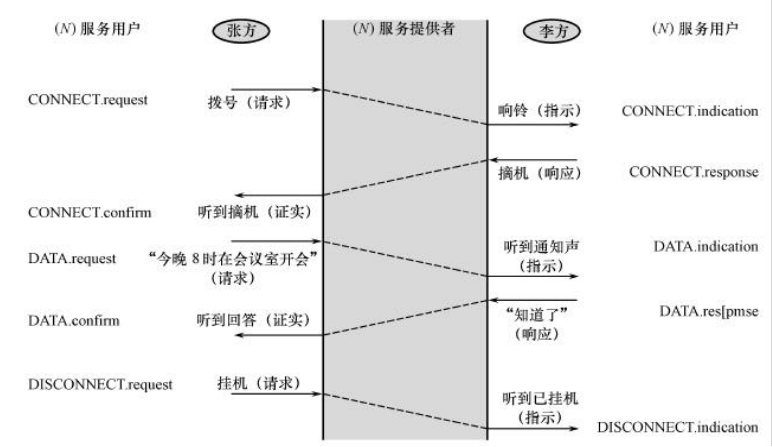 (N) 服务用户 张方 (N) 服务提供者 李方 (N) 服务用户
CONNECT.request 拨号（请求）
响铃（指示） CONNECT.indication
摘机（响应） CONNECT.response
CONNECT.confirm 听到摘机（证实）
DATA.request “今晚 8 时在会议室开会”
（请求）
听到通知声 DATA.indication
（指示）
DATA.confirm 听到回答（证实）
“知道了” DATA.res[pmse
（响应）
DISCONNECT.request 挂机（请求）
听到已挂机
（指示）
DISCONNECT.indication